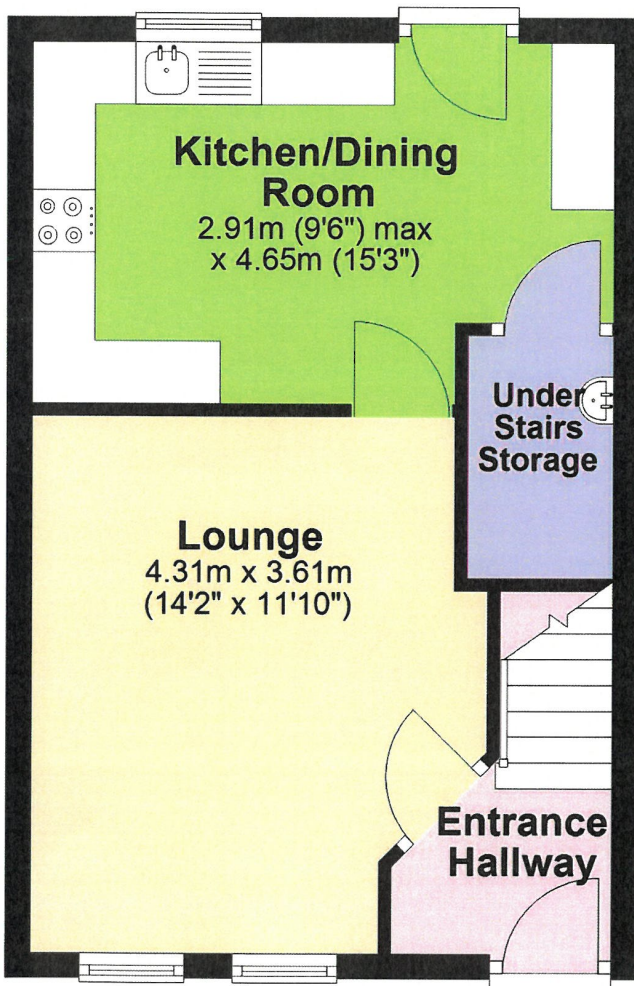 Kitchen/Dining
Room
2.91m (9'6") max
x 4.65m (15'3")
Under
Stairs
Storage
Lounge
4.31m x 3.61m
(14'2" x 11'10")
Entrance
Hallway